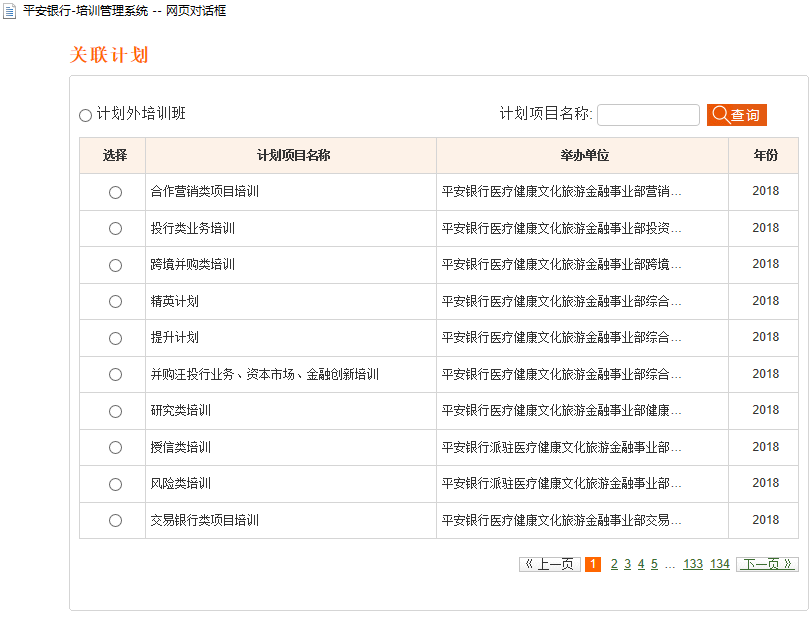 平安银行-培训管理系统 -- 网页对话框
关联计划
计划外培训班 计划项目名称: 查询
选择 计划项目名称 举办单位 年份
合作营销类项目培训 平安银行医疗健康文化旅游金融事业部营销... 2018
投行类业务培训 平安银行医疗健康文化旅游金融事业部投资... 2018
跨境并购类培训 平安银行医疗健康文化旅游金融事业部跨境... 2018
精英计划 平安银行医疗健康文化旅游金融事业部综合... 2018
提升计划 平安银行医疗健康文化旅游金融事业部综合... 2018
并购汪投行业务、资本市场、金融创新培训 平安银行医疗健康文化旅游金融事业部综合... 2018
研究类培训 平安银行医疗健康文化旅游金融事业部健康... 2018
授信类培训 平安银行派驻医疗健康文化旅游金融事业部... 2018
风险类培训 平安银行派驻医疗健康文化旅游金融事业部... 2018
交易银行类项目培训 平安银行医疗健康文化旅游金融事业部交易... 2018
《 上一页 1 2 3 4 5 ... 133 134 下一页 》